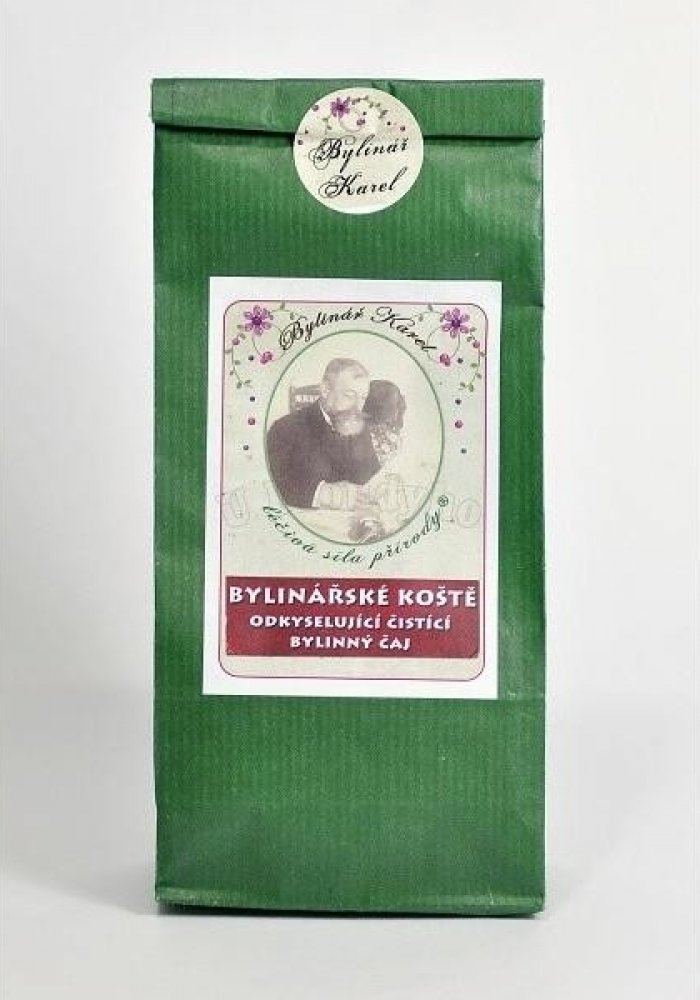 Bylinář
Karel
Bylinář Karel
léčivá síla přírody®
BYLINÁŘSKÉ KOŠTĚ
ODKYSELUJÍCÍ ČISTÍCÍ
BYLINNÝ ČAJ